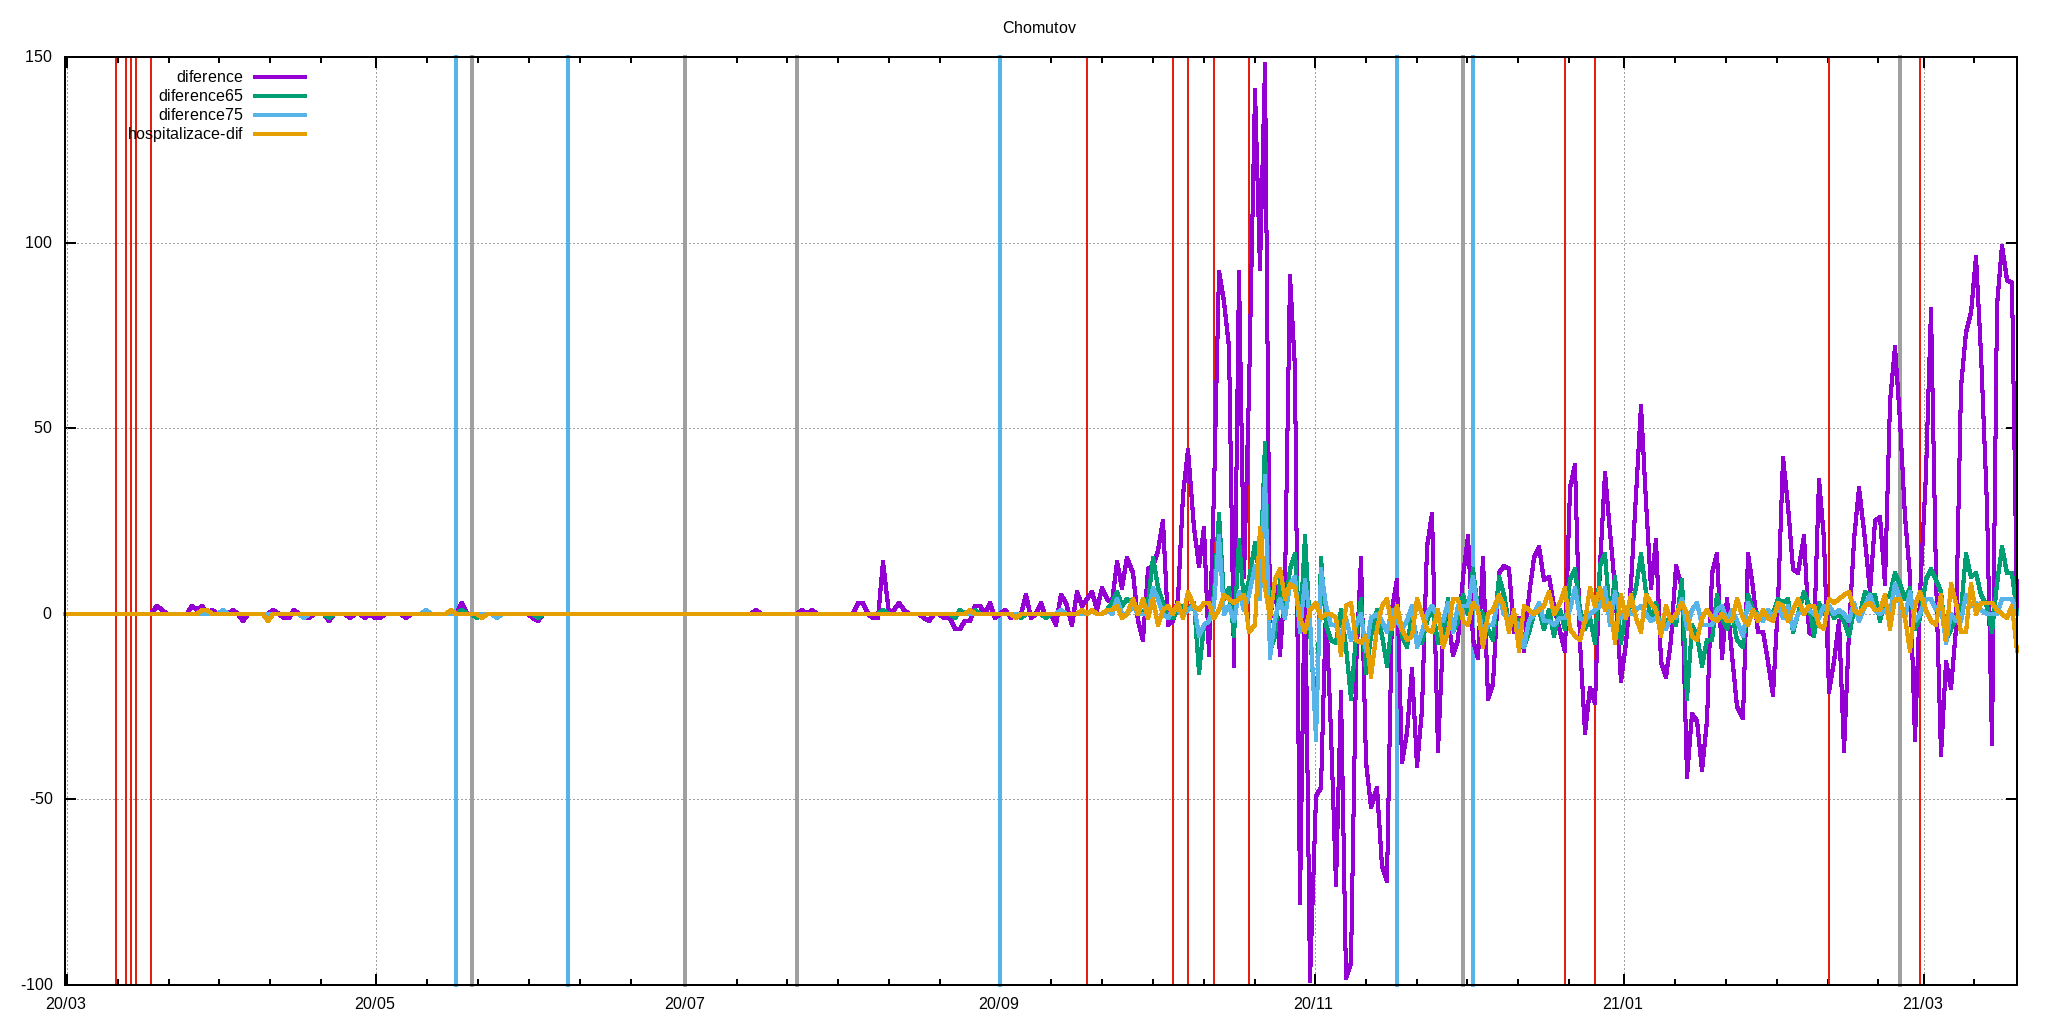 Chomutov
150
diference
diference65
diference75
hospitalizace-dif
100
50
0
-50
-100
20/03 20/05 20/07 20/09 20/11 21/01 21/03